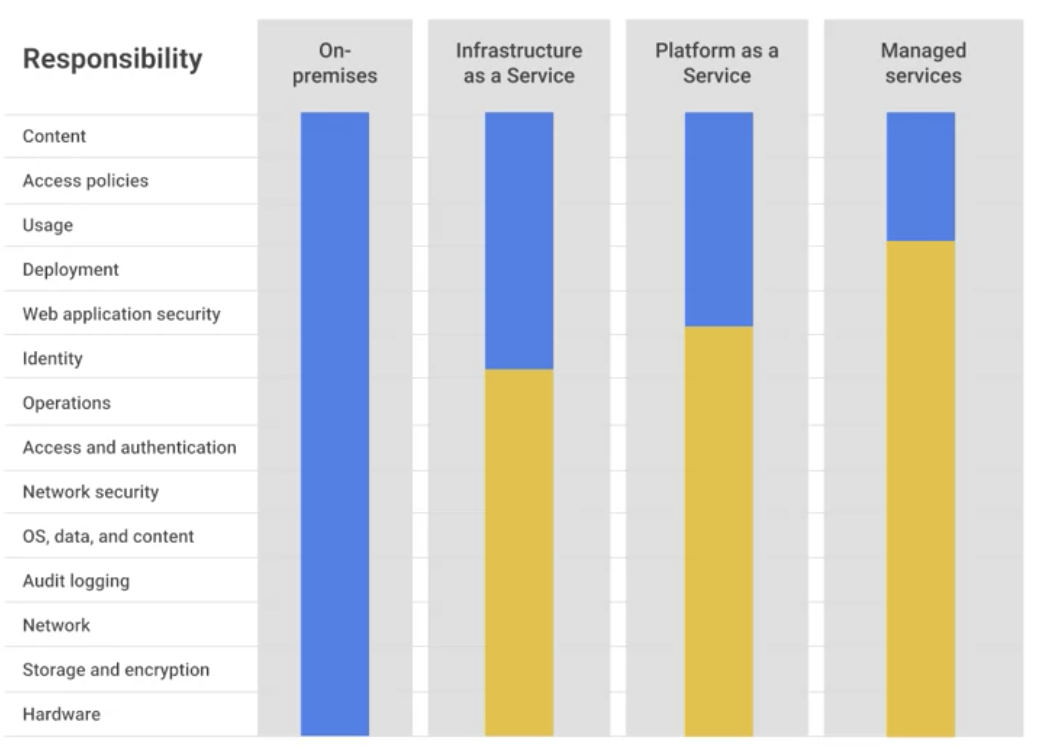 Responsibility
On-
premises
Infrastructure
as a Service
Platform as a
Service
Managed
services
Content
Access policies
Usage
Deployment
Web application security
Identity
Operations
Access and authentication
Network security
OS, data, and content
Audit logging
Network
Storage and encryption
Hardware